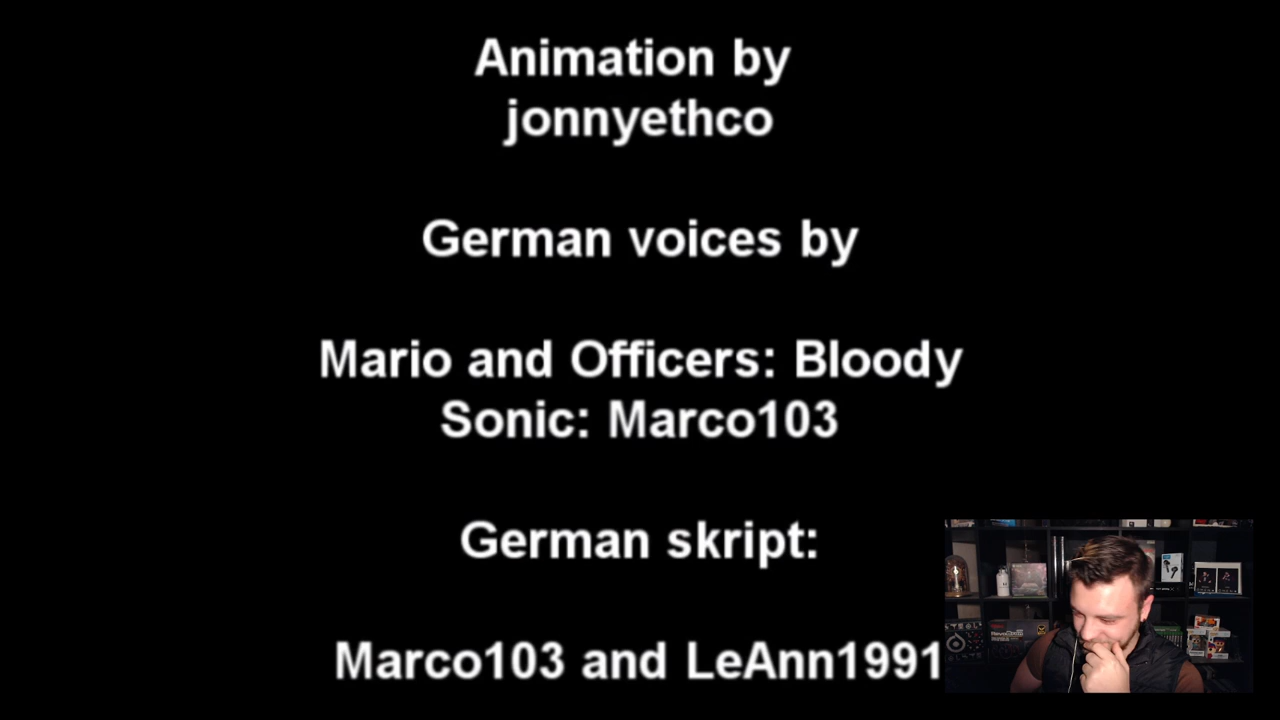 Animation by
jonnyethco
German voices by
Mario and Officers: Bloody
Sonic: Marco103
German skript:
Marco103 and LeAnn1991